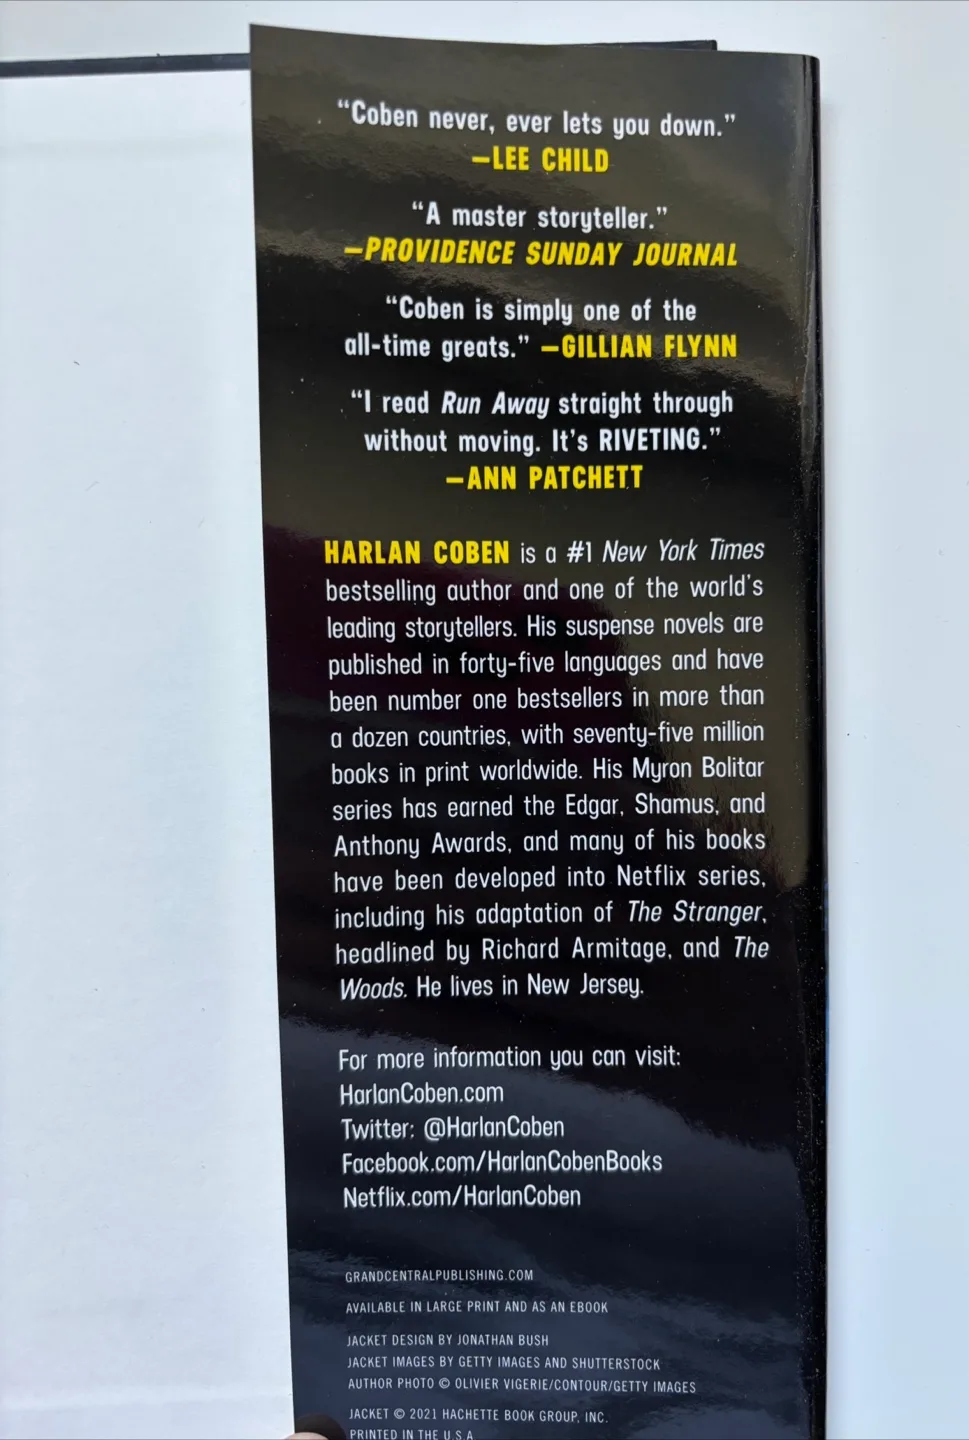 “Coben never, ever lets you down.”
—LEE CHILD
“A master storyteller.”
—PROVIDENCE SUNDAY JOURNAL
“Coben is simply one of the
all-time greats.” —GILLIAN FLYNN
“I read Run Away straight through
without moving. It’s RIVETING.”
—ANN PATCHETT
HARLAN COBEN is a #1 New York Times
bestselling author and one of the world’s
leading storytellers. His suspense novels are
published in forty-five languages and have
been number one bestsellers in more than
a dozen countries, with seventy-five million
books in print worldwide. His Myron Bolitar
series has earned the Edgar, Shamus, and
Anthony Awards, and many of his books
have been developed into Netflix series,
including his adaptation of The Stranger,
headlined by Richard Armitage, and The
Woods. He lives in New Jersey.
For more information you can visit:
HarlanCoben.com
Twitter: @HarlanCoben
Facebook.com/HarlanCobenBooks
Netflix.com/HarlanCoben
GRANDCENTRALPUBLISHING.COM
AVAILABLE IN LARGE PRINT AND AS AN EBOOK
JACKET DESIGN BY JONATHAN BUSH
JACKET IMAGES BY GETTY IMAGES AND SHUTTERSTOCK
AUTHOR PHOTO © OLIVIER VIGERIE/CONTOUR/GETTY IMAGES
JACKET © 2021 HACHETTE BOOK GROUP, INC.
PRINTED IN THE U.S.A.